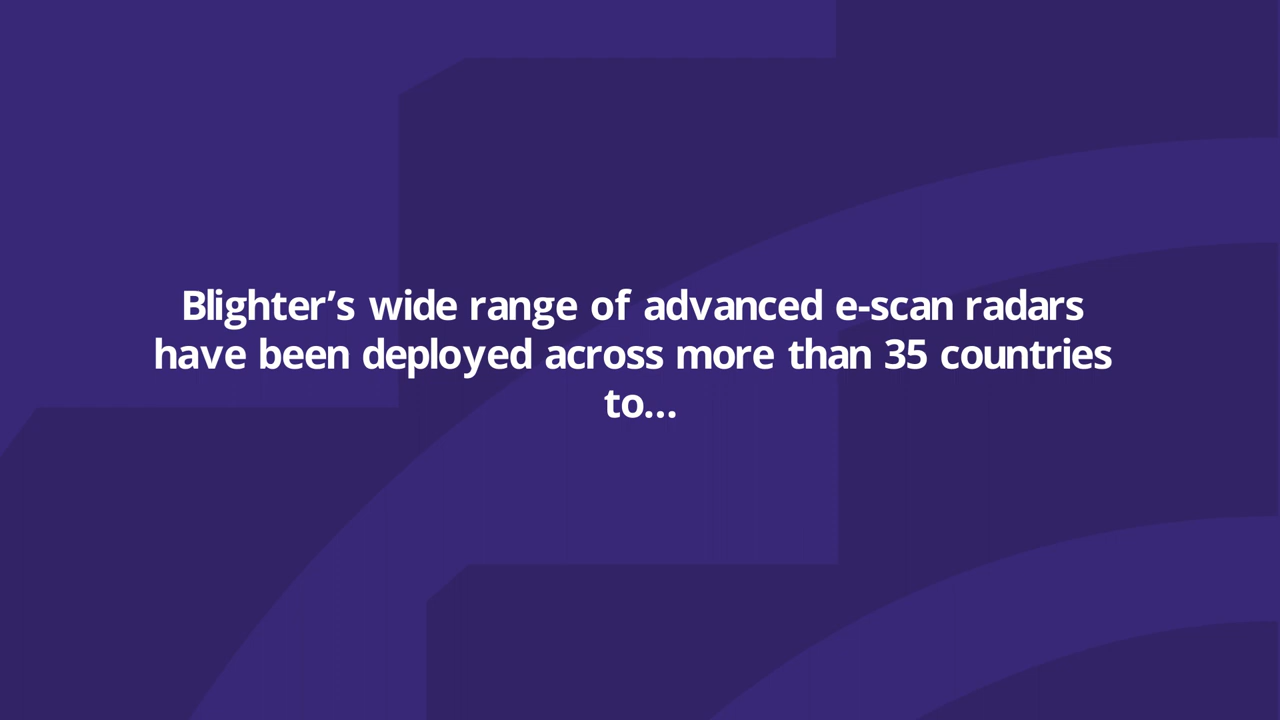 Blighter’s wide range of advanced e-scan radars
have been deployed across more than 35 countries
to...